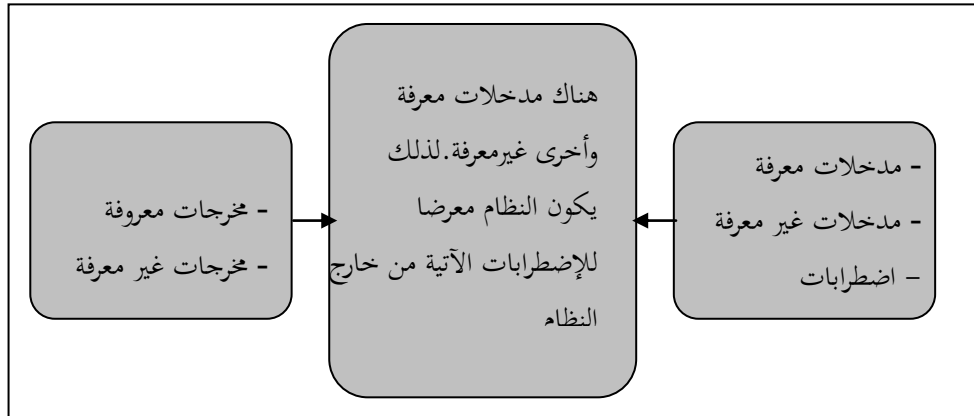 - مدخلات معرفة
- مدخلات غير معرفة
– اضطرابات
هناك مدخلات معرفة
وأخرى غيرمعرفة.لذلك
يكون النظام معرضا
للإضطرابات الآتية من خارج
النظام
- مخرجات معروفة
- مخرجات غير معرفة